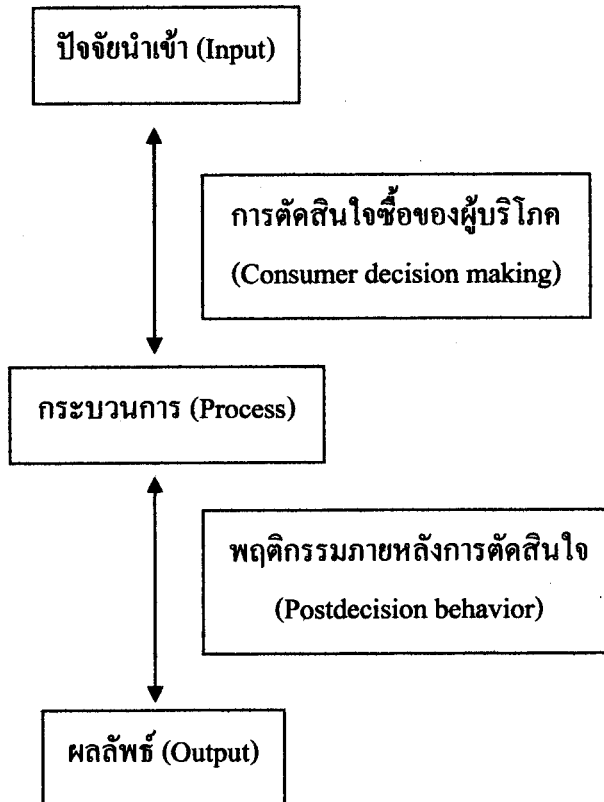 ปัจจัยนำเข้า (Input)
การตัดสินใจซื้อของผู้บริโภค
(Consumer decision making)
กระบวนการ (Process)
พฤติกรรมภายหลังการตัดสินใจ
(Postdecision behavior)
ผลลัพธ์ (Output)